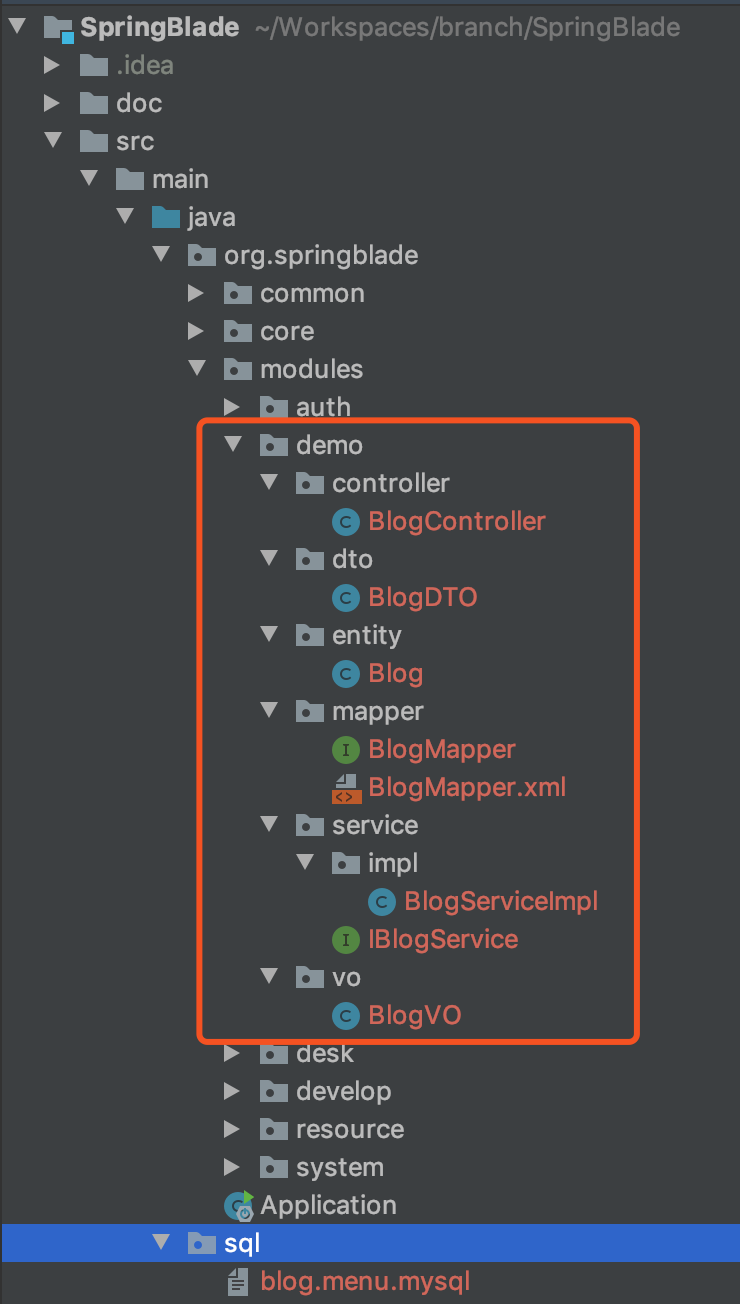 SpringBlade ~/Workspaces/branch/SpringBlade
.idea
doc
src
main
java
org.springblade
common
core
modules
auth
demo
controller
BlogController
dto
BlogDTO
entity
Blog
mapper
BlogMapper
BlogMapper.xml
service
impl
BlogServiceImpl
IBlogService
vo
BlogVO
desk
develop
resource
system
Application
sql
blog.menu.mysql